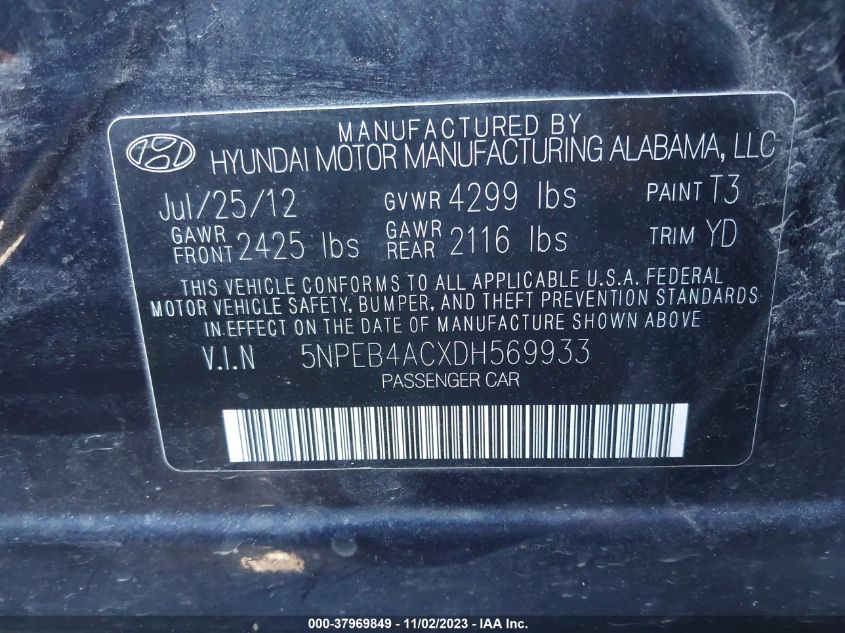 MANUFACTURED BY
HYUNDAI MOTOR MANUFACTURING ALABAMA, LLC
Jul/25/12 GVWR 4299 lbs PAINT T3
GAWR FRONT 2425 lbs GAWR REAR 2116 lbs TRIM YD
THIS VEHICLE CONFORMS TO ALL APPLICABLE U.S.A. FEDERAL
MOTOR VEHICLE SAFETY, BUMPER, AND THEFT PREVENTION STANDARDS
IN EFFECT ON THE DATE OF MANUFACTURE SHOWN ABOVE
V.I.N 5NPEB4ACXDH569933
PASSENGER CAR
000-37969849 - 11/02/2023 - IAA Inc.